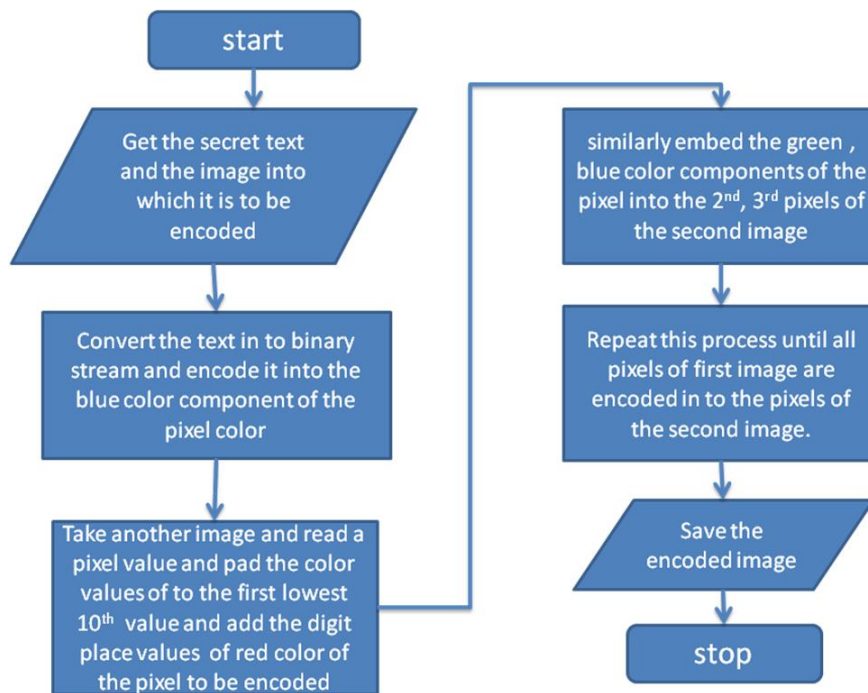 start
Get the secret text
and the image into
which it is to be
encoded
Convert the text in to binary
stream and encode it into the
blue color component of the
pixel color
Take another image and read a
pixel value and pad the color
values of to the first lowest
10th value and add the digit
place values of red color of
the pixel to be encoded
similarly embed the green ,
blue color components of the
pixel into the 2nd, 3rd pixels of
the second image
Repeat this process until all
pixels of first image are
encoded in to the pixels of
the second image.
Save the
encoded image
stop